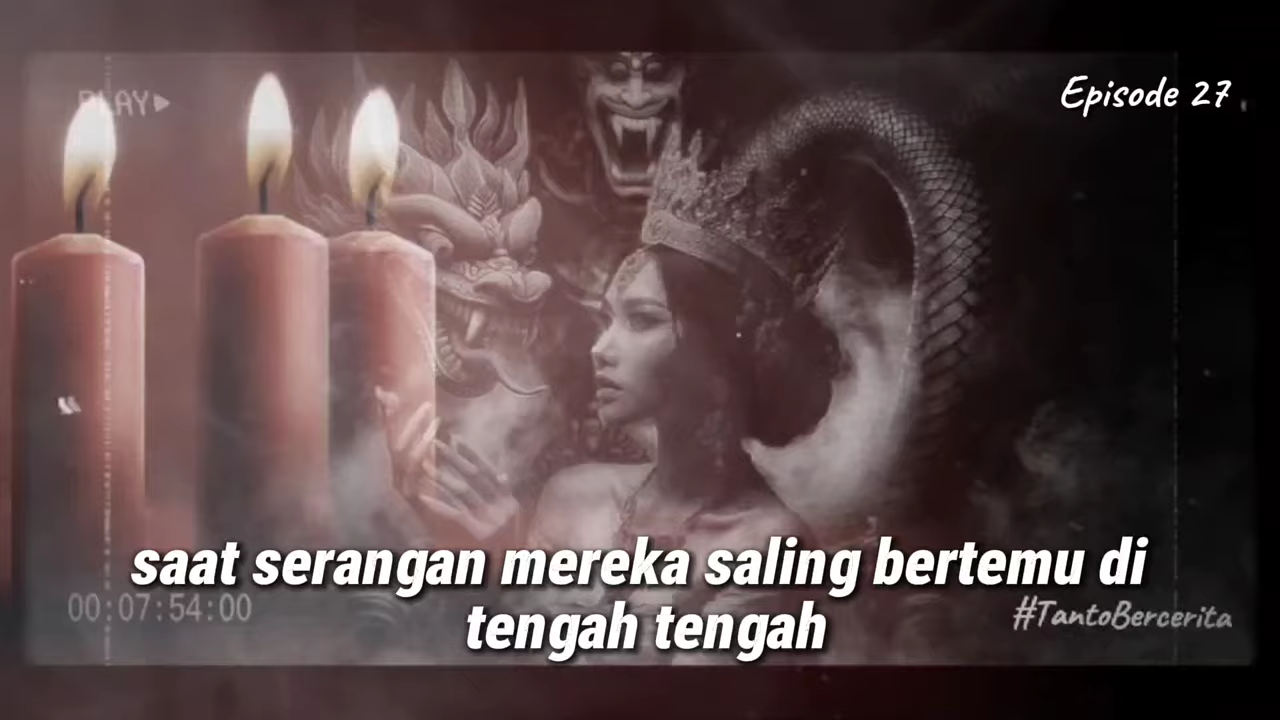 PLAY
Episode 27
saat serangan mereka saling bertemu di
tengah tengah
00:07:54:00
#TantoBercerita